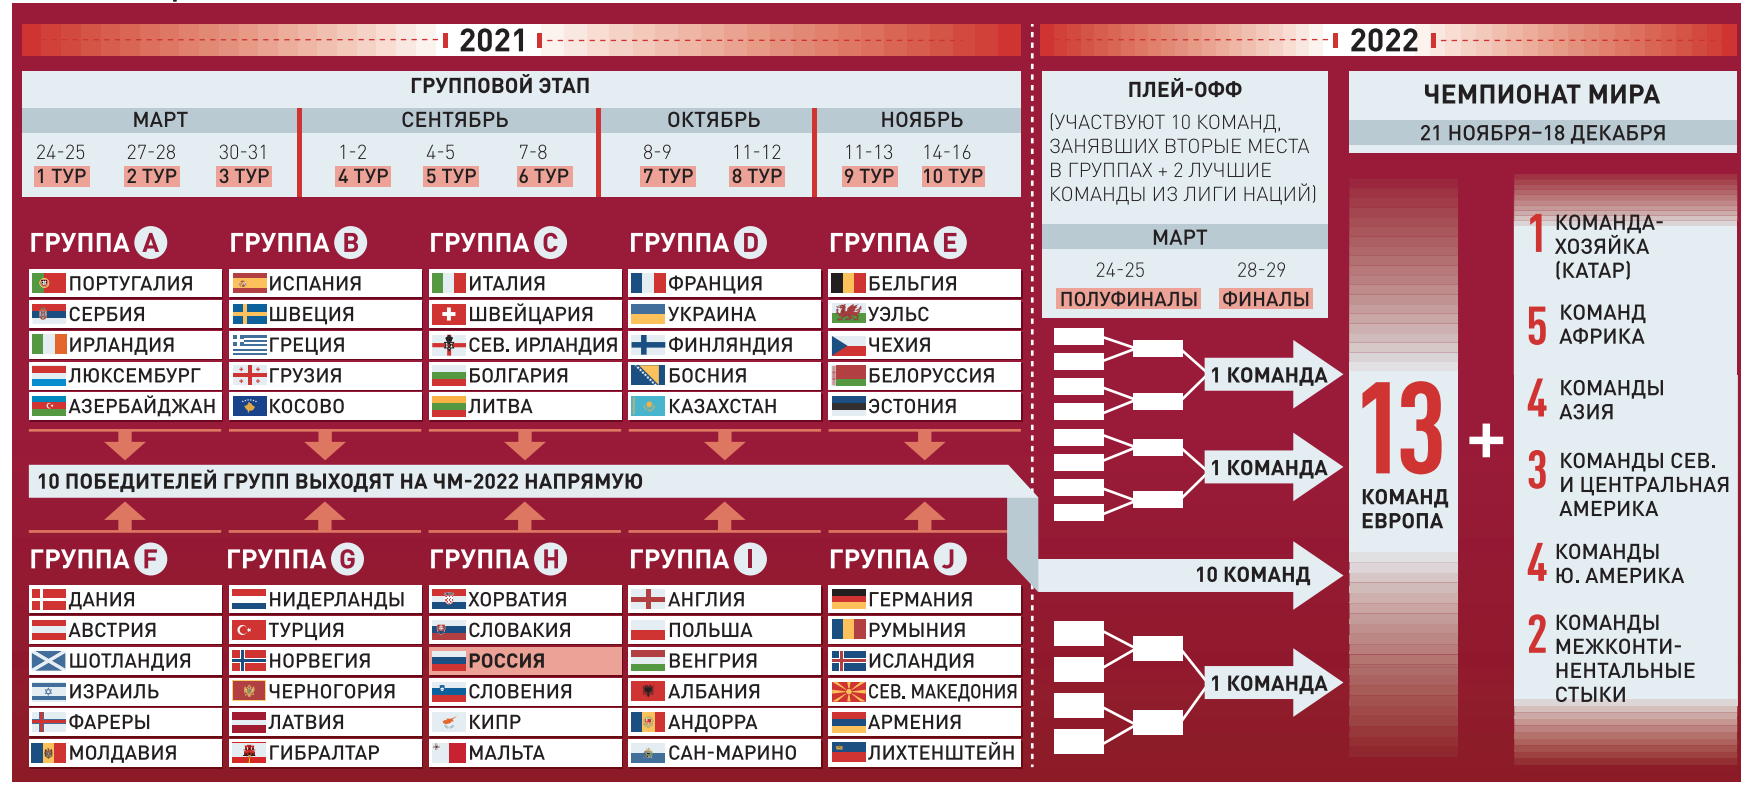 2021
2022
ГРУППОВОЙ ЭТАП
МАРТ
24-25 27-28 30-31
1 ТУР 2 ТУР 3 ТУР
СЕНТЯБРЬ
1-2 4-5 7-8
4 ТУР 5 ТУР 6 ТУР
ОКТЯБРЬ
8-9 11-12
7 ТУР 8 ТУР
НОЯБРЬ
11-13 14-16
9 ТУР 10 ТУР
ГРУППА A
ПОРТУГАЛИЯ
СЕРБИЯ
ИРЛАНДИЯ
ЛЮКСЕМБУРГ
АЗЕРБАЙДЖАН
ГРУППА B
ИСПАНИЯ
ШВЕЦИЯ
ГРЕЦИЯ
ГРУЗИЯ
КОСОВО
ГРУППА C
ИТАЛИЯ
ШВЕЙЦАРИЯ
СЕВ. ИРЛАНДИЯ
БОЛГАРИЯ
ЛИТВА
ГРУППА D
ФРАНЦИЯ
УКРАИНА
ФИНЛЯНДИЯ
БОСНИЯ
КАЗАХСТАН
ГРУППА E
БЕЛЬГИЯ
УЭЛЬС
ЧЕХИЯ
БЕЛОРУССИЯ
ЭСТОНИЯ
10 ПОБЕДИТЕЛЕЙ ГРУПП ВЫХОДЯТ НА ЧМ-2022 НАПРЯМУЮ
ГРУППА F
ДАНИЯ
АВСТРИЯ
ШОТЛАНДИЯ
ИЗРАИЛЬ
ФАРЕРЫ
МОЛДАВИЯ
ГРУППА G
НИДЕРЛАНДЫ
ТУРЦИЯ
НОРВЕГИЯ
ЧЕРНОГОРИЯ
ЛАТВИЯ
ГИБРАЛТАР
ГРУППА H
ХОРВАТИЯ
СЛОВАКИЯ
РОССИЯ
СЛОВЕНИЯ
КИПР
МАЛЬТА
ГРУППА I
АНГЛИЯ
ПОЛЬША
ВЕНГРИЯ
АЛБАНИЯ
АНДОРРА
САН-МАРИНО
ГРУППА J
ГЕРМАНИЯ
РУМЫНИЯ
ИСЛАНДИЯ
СЕВ. МАКЕДОНИЯ
АРМЕНИЯ
ЛИХТЕНШТЕЙН
ПЛЕЙ-ОФФ
(УЧАСТВУЮТ 10 КОМАНД,
ЗАНЯВШИХ ВТОРЫЕ МЕСТА
В ГРУППАХ + 2 ЛУЧШИЕ
КОМАНДЫ ИЗ ЛИГИ НАЦИЙ)
МАРТ
24-25 28-29
ПОЛУФИНАЛЫ ФИНАЛЫ
1 КОМАНДА
1 КОМАНДА
10 КОМАНД
1 КОМАНДА
ЧЕМПИОНАТ МИРА
21 НОЯБРЯ–18 ДЕКАБРЯ
13
КОМАНД
ЕВРОПА
+
1 КОМАНДА-
ХОЗЯЙКА
(КАТАР)
5 КОМАНД
АФРИКА
4 КОМАНДЫ
АЗИЯ
3 КОМАНДЫ СЕВ.
И ЦЕНТРАЛЬНАЯ
АМЕРИКА
4 КОМАНДЫ
Ю. АМЕРИКА
2 КОМАНДЫ
МЕЖКОНТИ-
НЕНТАЛЬНЫЕ
СТЫКИ